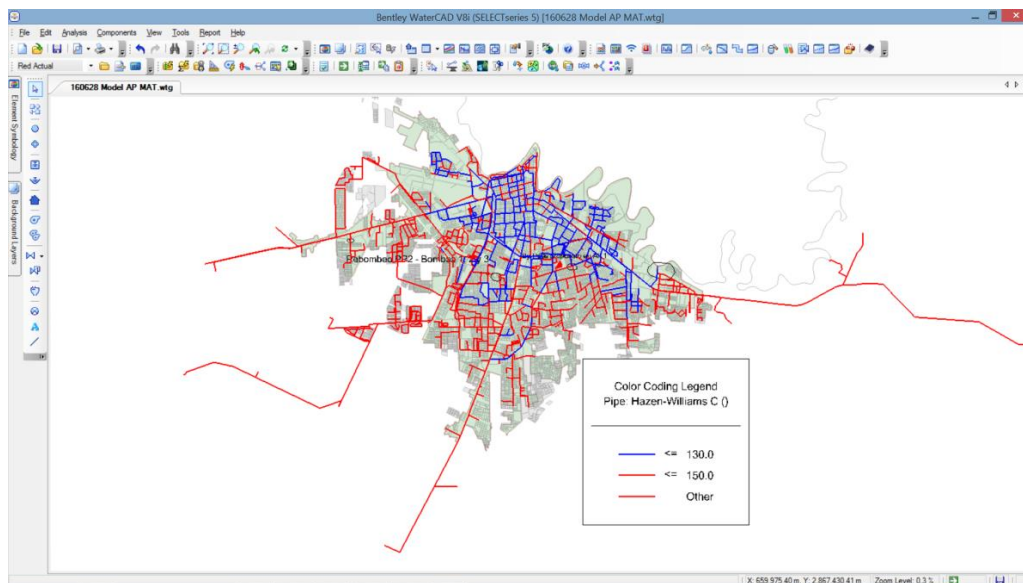 Bentley WaterCAD V8i (SELECTseries 5) [160628 Model AP MAT.wtg]
File Edit Analysis Components View Tools Report Help
Red Actual
160628 Model AP MAT.wtg
Element Symbology
Background Layers
Color Coding Legend
Pipe: Hazen-Williams C ()
<= 130.0
<= 150.0
Other
X: 659,975.40 m, Y: 2,867,430.41 m Zoom Level: 0.3 %